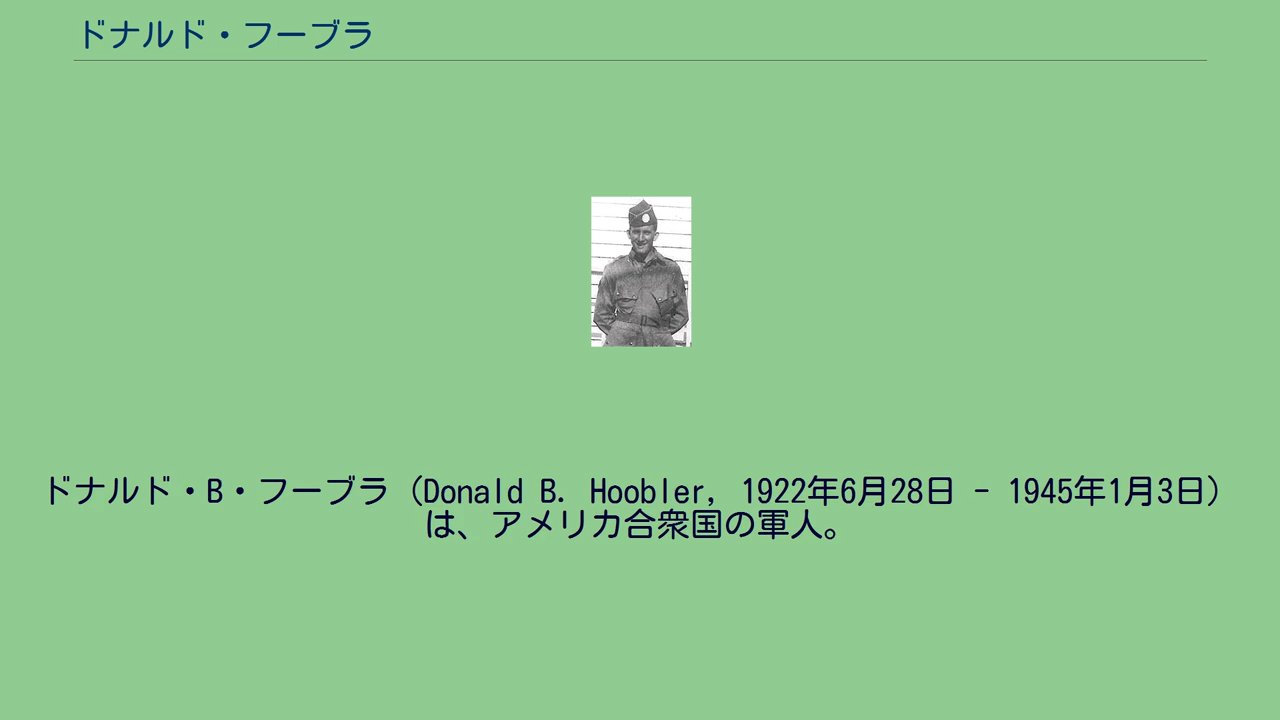 ドナルド・フーブラ
ドナルド・B・フーブラ（Donald B. Hoobler, 1922年6月28日 - 1945年1月3日）
は、アメリカ合衆国の軍人。